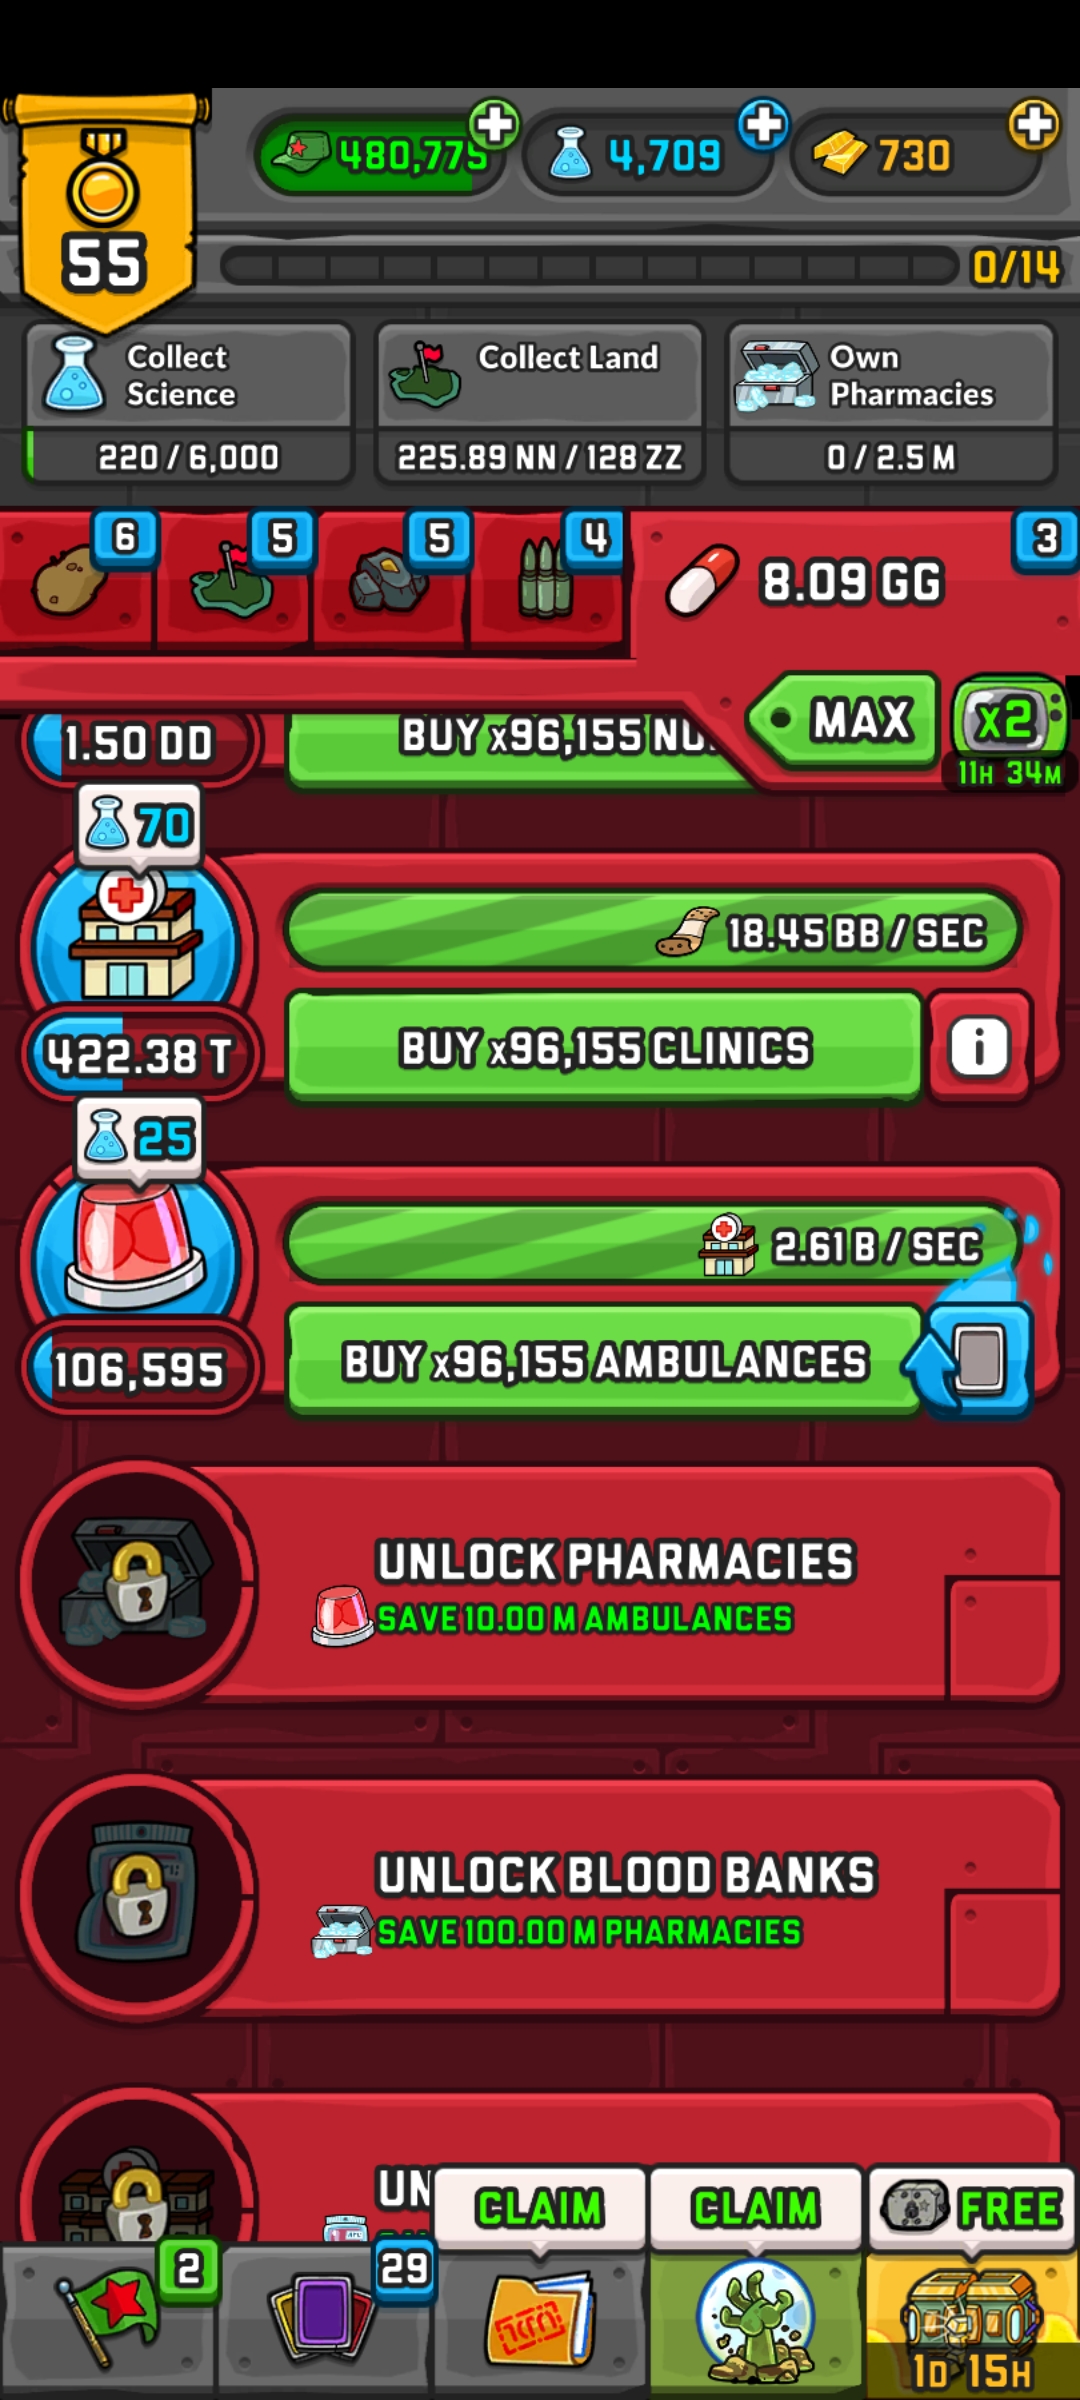 480,775
4,709
730
55
0/14
Collect
Science
220 / 6,000
Collect Land
225.89 NN / 128 ZZ
Own
Pharmacies
0 / 2.5 M
6
5
5
4
8.09 GG
3
MAX
x2
11H 34M
1.50 DD
BUY x96,155
70
18.45 BB / SEC
422.38 T
BUY x96,155 CLINICS
i
25
2.61 B / SEC
106,595
BUY x96,155 AMBULANCES
UNLOCK PHARMACIES
SAVE 10.00 M AMBULANCES
UNLOCK BLOOD BANKS
SAVE 100.00 M PHARMACIES
CLAIM
CLAIM
FREE
2
29
1D 15H